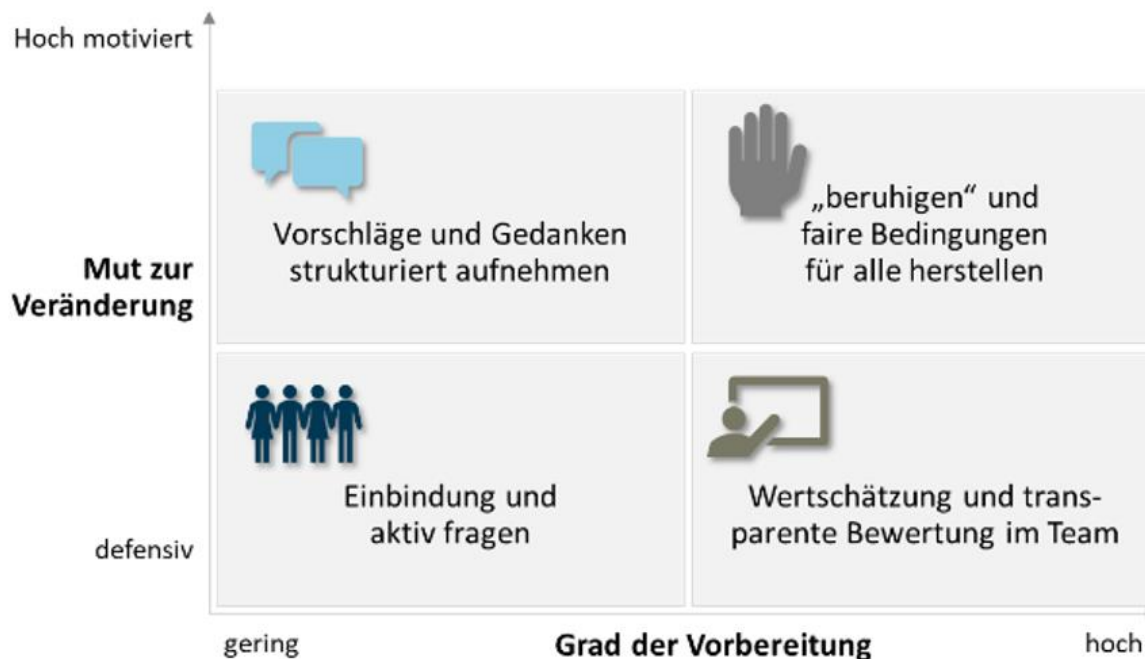 Hoch motiviert
Vorschläge und Gedanken
strukturiert aufnehmen
„beruhigen“ und
faire Bedingungen
für alle herstellen
Mut zur
Veränderung
Einbindung und
aktiv fragen
Wertschätzung und trans-
parente Bewertung im Team
defensiv
gering
Grad der Vorbereitung
hoch